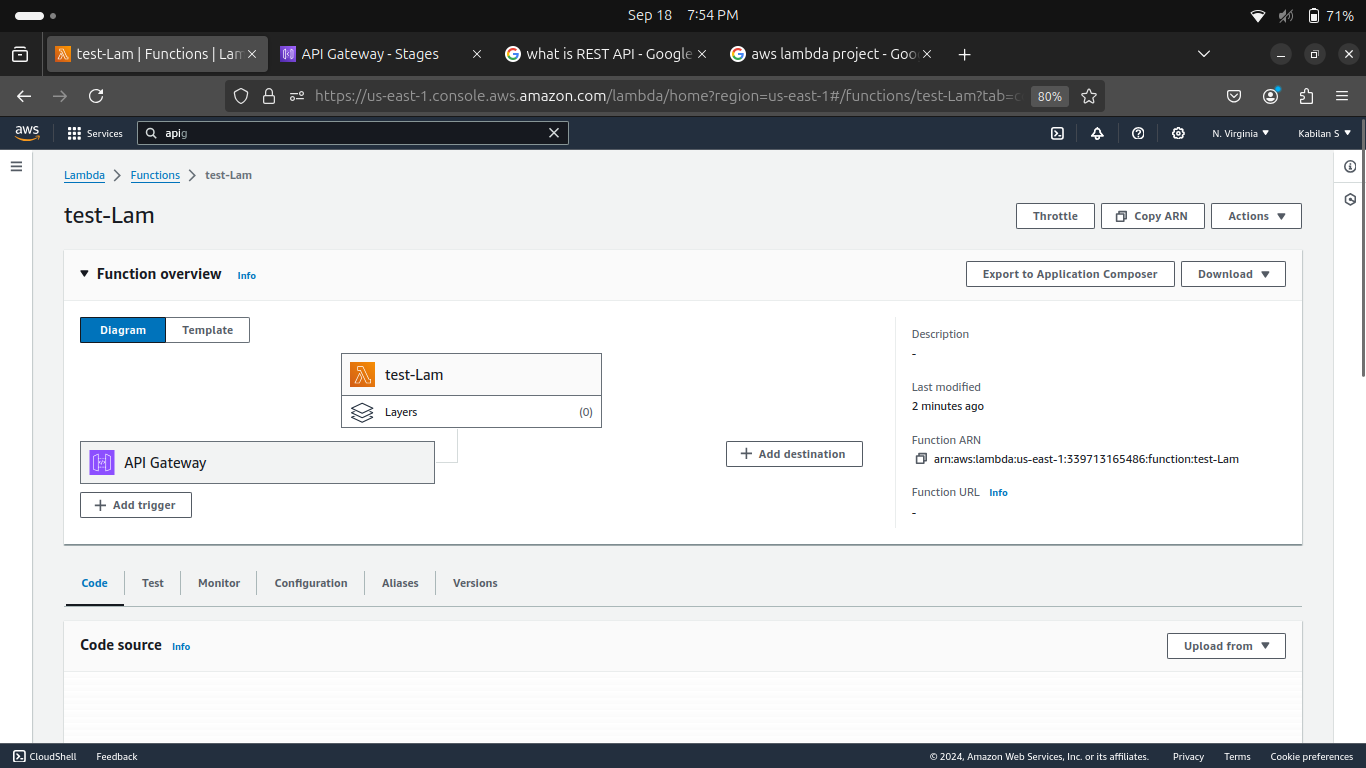 Sep 18 7:54 PM
71%
test-Lam | Functions | Lam
API Gateway - Stages
what is REST API - Google
aws lambda project - Goo
https://us-east-1.console.aws.amazon.com/lambda/home?region=us-east-1#/functions/test-Lam?tab=c
80%
aws
Services
apig
N. Virginia
Kabilan S
Lambda
Functions
test-Lam
test-Lam
Throttle
Copy ARN
Actions
Function overview
Info
Export to Application Composer
Download
Diagram
Template
test-Lam
Layers
(0)
API Gateway
Add trigger
Add destination
Description
-
Last modified
2 minutes ago
Function ARN
arn:aws:lambda:us-east-1:339713165486:function:test-Lam
Function URL
Info
-
Code
Test
Monitor
Configuration
Aliases
Versions
Code source
Info
Upload from
CloudShell
Feedback
© 2024, Amazon Web Services, Inc. or its affiliates.
Privacy
Terms
Cookie preferences